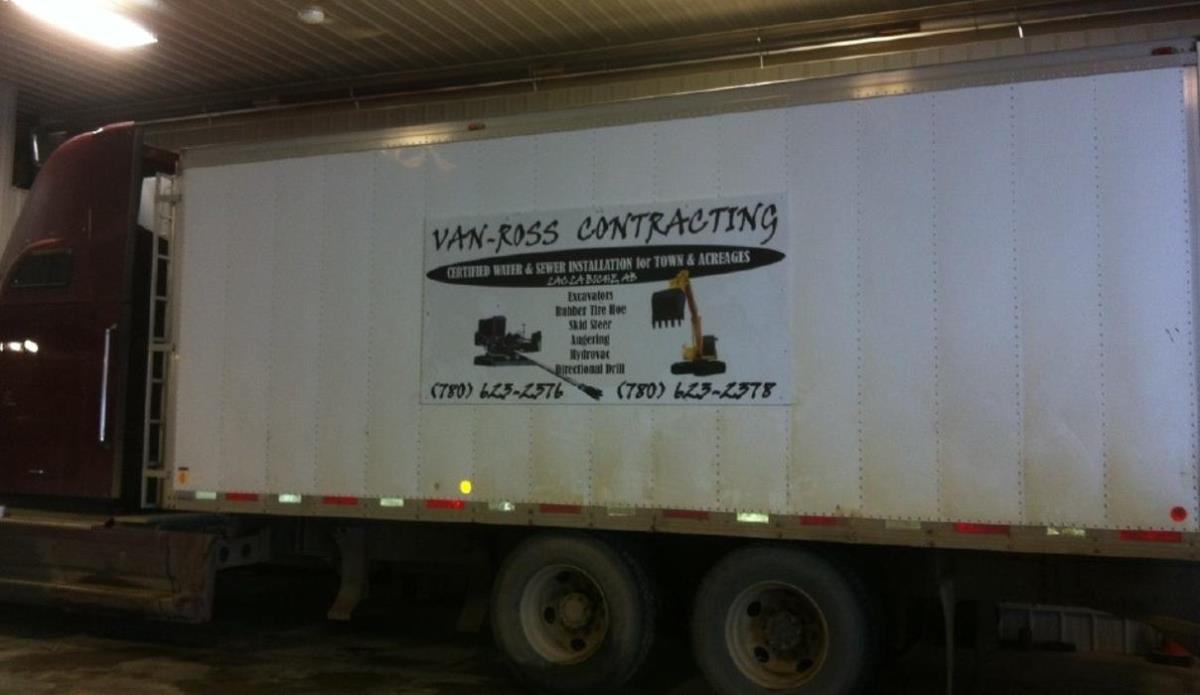 VAN-ROSS CONTRACTING
CERTIFIED WATER & SEWER INSTALLATION for TOWN & ACREAGES
LAC LA BICHE, AB
Excavators
Rubber Tire Hoe
Skid Steer
Augering
Hydrovac
Directional Drill
(780) 623-2376 (780) 623-2378